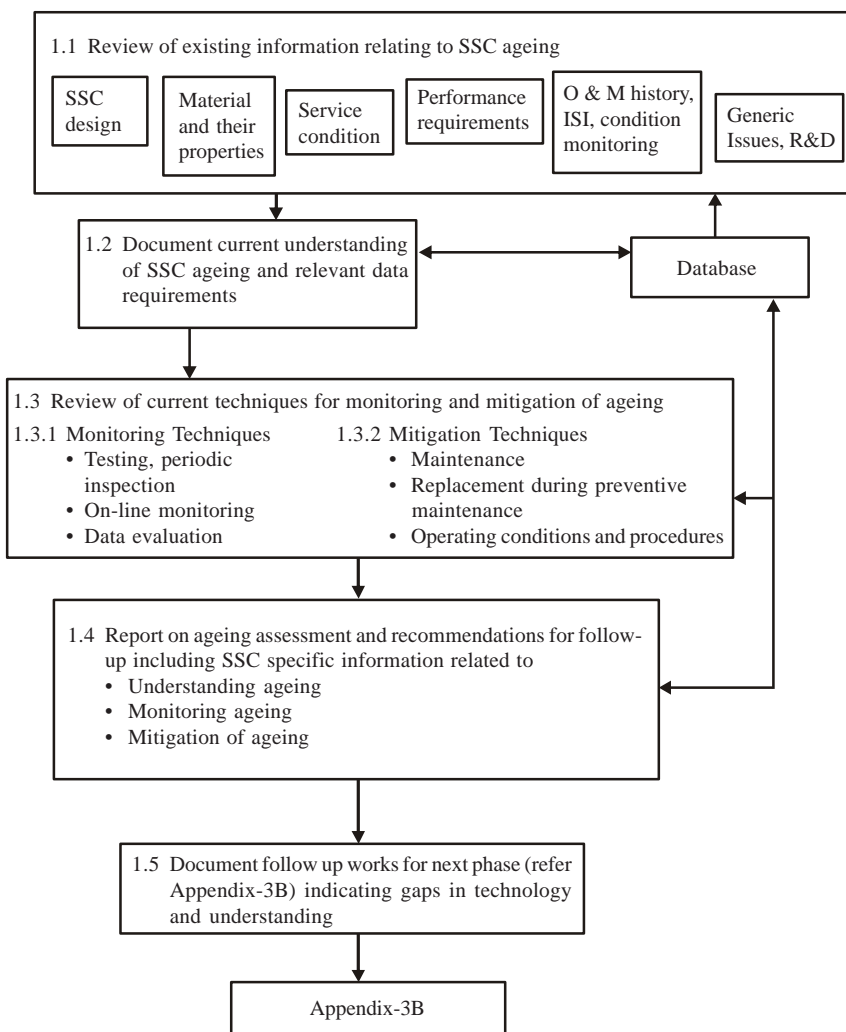 1.1 Review of existing information relating to SSC ageing
SSC
design
Material
and their
properties
Service
condition
Performance
requirements
O & M history,
ISI, condition
monitoring
Generic
Issues, R&D
1.2 Document current understanding
of SSC ageing and relevant data
requirements
Database
1.3 Review of current techniques for monitoring and mitigation of ageing
1.3.1 Monitoring Techniques
• Testing, periodic
inspection
• On-line monitoring
• Data evaluation
1.3.2 Mitigation Techniques
• Maintenance
• Replacement during preventive
maintenance
• Operating conditions and procedures
1.4 Report on ageing assessment and recommendations for follow-
up including SSC specific information related to
• Understanding ageing
• Monitoring ageing
• Mitigation of ageing
1.5 Document follow up works for next phase (refer
Appendix-3B) indicating gaps in technology
and understanding
Appendix-3B